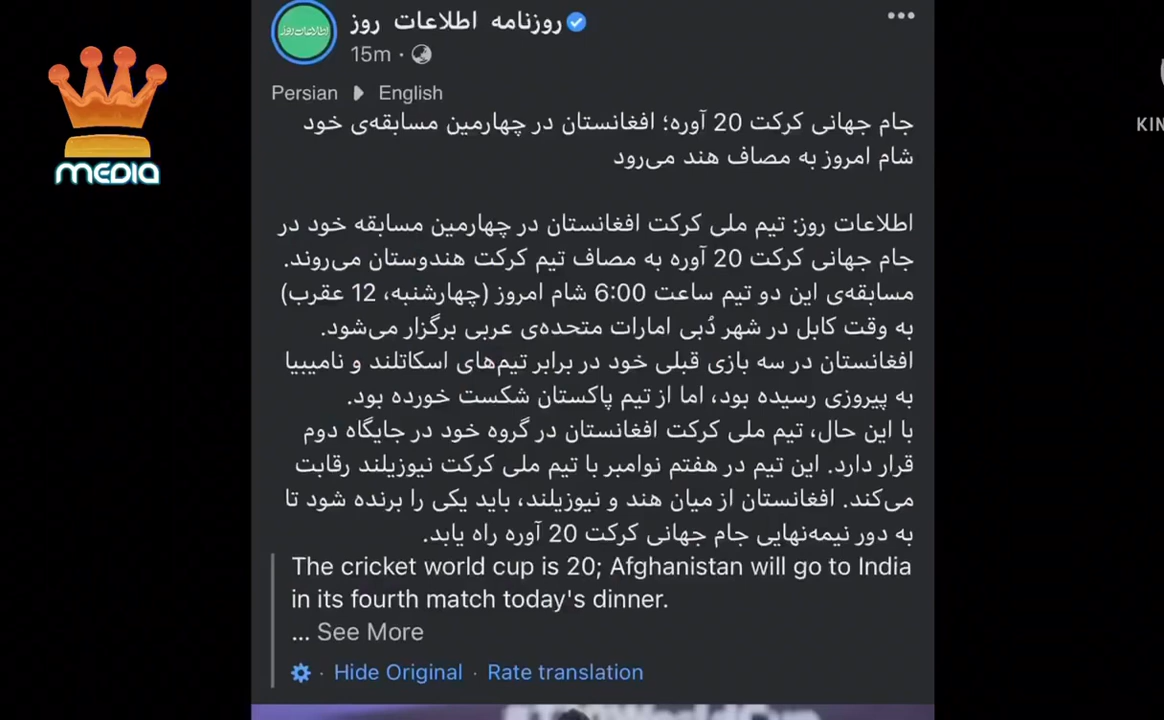 روزنامه اطلاعات روز
15m ·
Persian ▶ English
جام جهانی کرکت 20 آوره؛ افغانستان در چهارمین مسابقه‌ی خود
شام امروز به مصاف هند می‌رود
اطلاعات روز: تیم ملی کرکت افغانستان در چهارمین مسابقه خود در
جام جهانی کرکت 20 آوره به مصاف تیم کرکت هندوستان می‌روند.
مسابقه‌ی این دو تیم ساعت 6:00 شام امروز (چهارشنبه، 12 عقرب)
به وقت کابل در شهر دُبی امارات متحده‌ی عربی برگزار می‌شود.
افغانستان در سه بازی قبلی خود در برابر تیم‌های اسکاتلند و نامیبیا
به پیروزی رسیده بود، اما از تیم پاکستان شکست خورده بود.
با این حال، تیم ملی کرکت افغانستان در گروه خود در جایگاه دوم
قرار دارد. این تیم در هفتم نوامبر با تیم ملی کرکت نیوزیلند رقابت
می‌کند. افغانستان از میان هند و نیوزیلند، باید یکی را برنده شود تا
به دور نیمه‌نهایی جام جهانی کرکت 20 آوره راه یابد.
The cricket world cup is 20; Afghanistan will go to India
in its fourth match today's dinner.
... See More
Hide Original · Rate translation
MEDIA